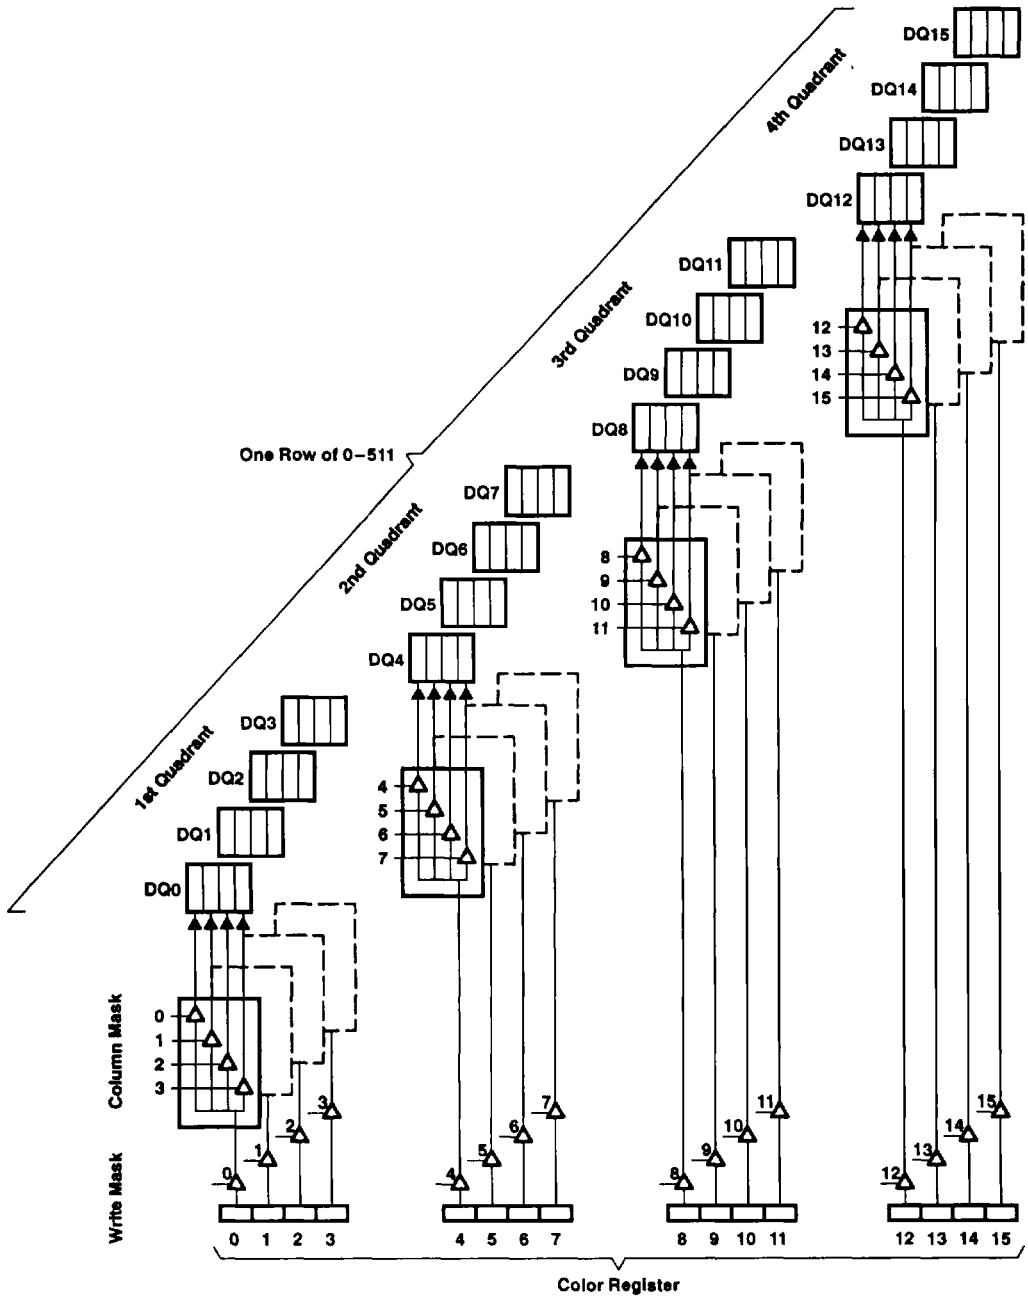 DQ15
DQ14
4th Quadrant
DQ13
DQ12
DQ11
3rd Quadrant
DQ10
12
13
DQ9
14
15
DQ8
One Row of 0–511
DQ7
2nd Quadrant
DQ6
8
9
DQ5
10
11
DQ4
DQ3
1st Quadrant
DQ2
4
5
DQ1
6
7
DQ0
Column Mask
0
1
2
3
Write Mask
3 7 11 15
2 6 10 14
1 5 9 13
0 4 8 12
0 1 2 3 4 5 6 7 8 9 10 11 12 13 14 15
Color Register